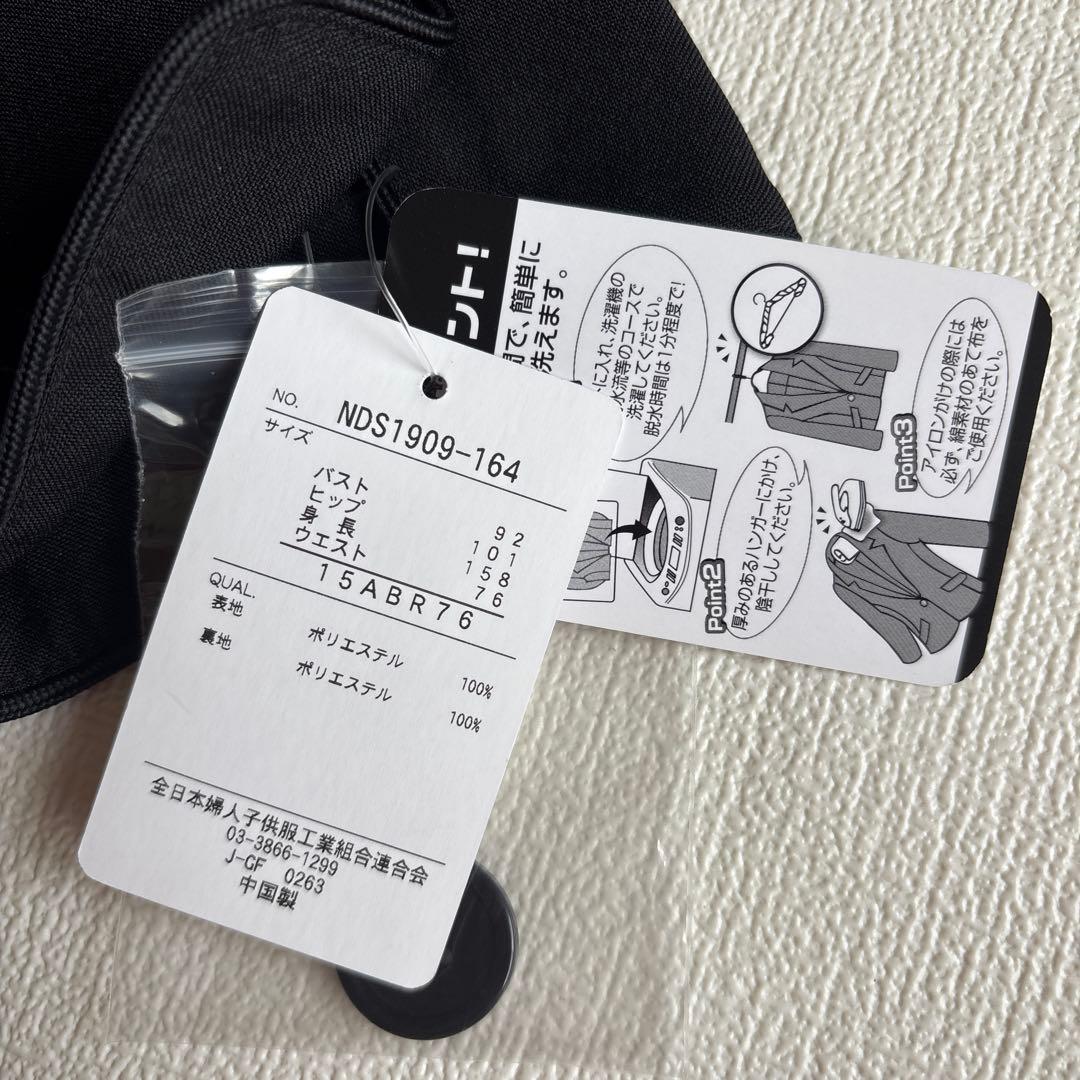 NO. NDS1909-164
サイズ
バスト 92
ヒップ 101
身長 158
ウエスト 76
15ABR76
QUAL.
表地 ポリエステル 100%
裏地 ポリエステル 100%
全日本婦人子供服工業組合連合会
03-3866-1299
J-CF 0263
中国製
ント!
で、簡単に
洗えます。
に入れ、洗濯機の
水流等のコースで
洗濯してください。
脱水時間は1分程度で!
Point2
厚みのあるハンガーにかけ、
陰干ししてください。
Point3
アイロンがけの際には
必ず、綿素材のあて布を
ご使用ください。